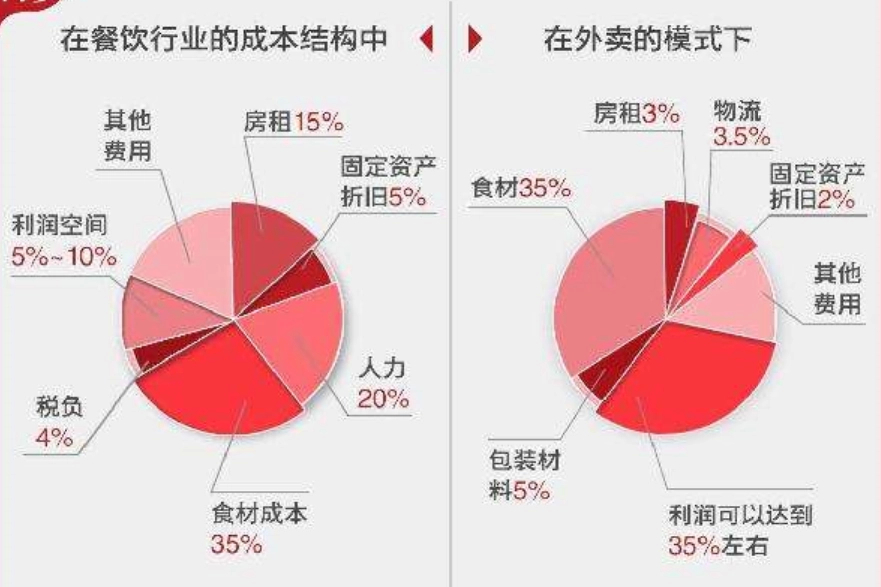 在餐饮行业的成本结构中
其他
费用
房租15%
固定资产
折旧5%
利润空间
5%~10%
人力
20%
税负
4%
食材成本
35%
在外卖的模式下
房租3%
物流
3.5%
固定资产
折旧2%
食材35%
其他
费用
包装材
料5%
利润可以达到
35%左右